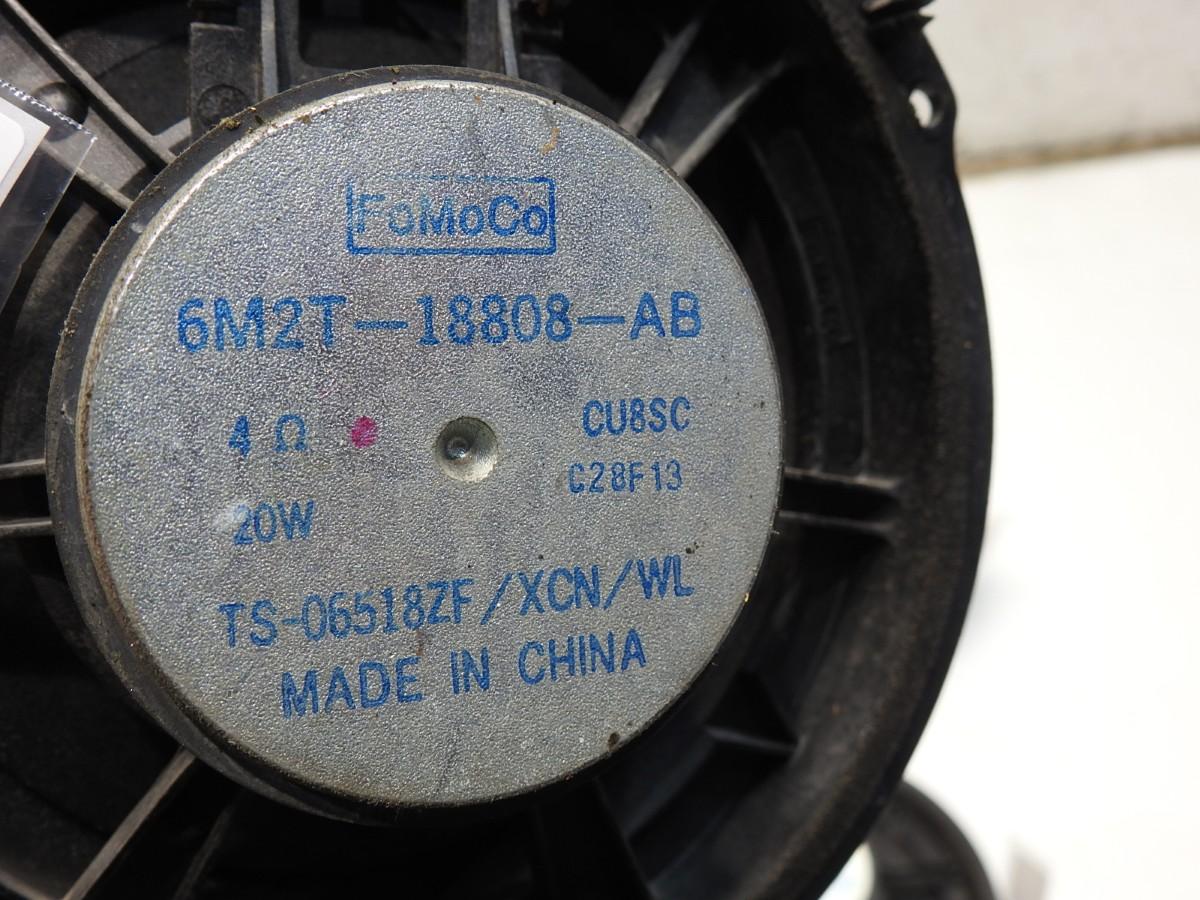 FoMoCo
6M2T-18808-AB
4 Ω CU8SC
20W C28F13
TS-06518ZF/XCN/WL
MADE IN CHINA